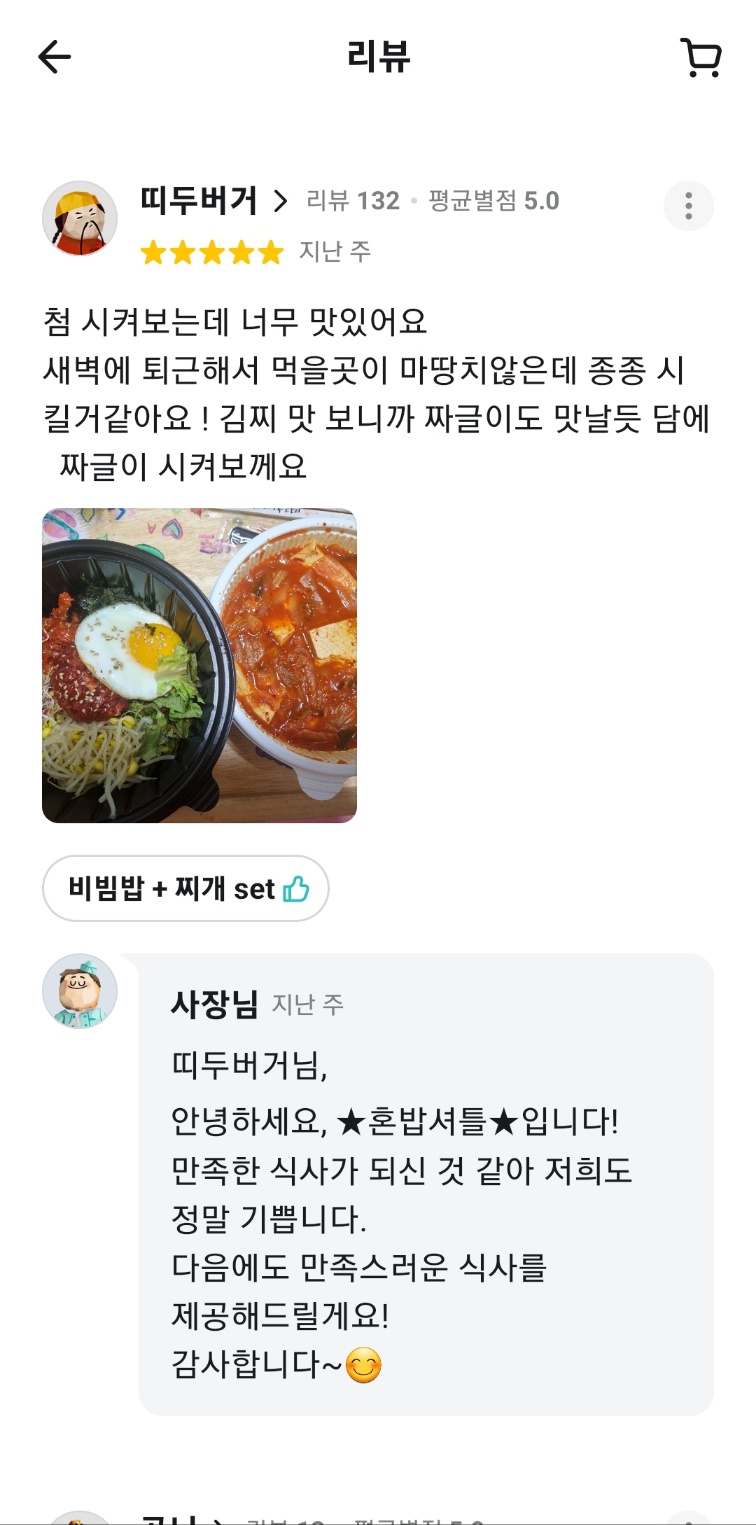 리뷰
띠두버거
리뷰 132 • 평균별점 5.0
지난 주
첨 시켜보는데 너무 맛있어요
새벽에 퇴근해서 먹을곳이 마땅치않은데 종종 시
킬거같아요 ! 김찌 맛 보니까 짜글이도 맛날듯 담에
짜글이 시켜보께요
비빔밥 + 찌개 set
사장님 지난 주
띠두버거님,
안녕하세요, ★혼밥셔틀★입니다!
만족한 식사가 되신 것 같아 저희도
정말 기쁩니다.
다음에도 만족스러운 식사를
제공해드릴게요!
감사합니다~😊